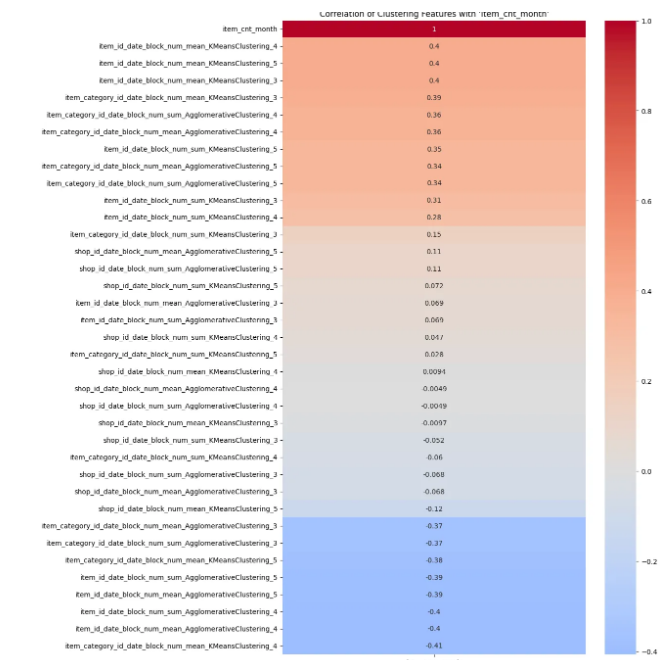 Correlation of Clustering Features with 'item_cnt_month'
item_cnt_month 1
item_id_date_block_num_mean_KMeansClustering_4 0.4
item_id_date_block_num_mean_KMeansClustering_5 0.4
item_id_date_block_num_mean_KMeansClustering_3 0.4
item_category_id_date_block_num_mean_KMeansClustering_3 0.39
item_category_id_date_block_num_sum_AgglomerativeClustering_4 0.36
item_category_id_date_block_num_mean_AgglomerativeClustering_4 0.36
item_id_date_block_num_sum_KMeansClustering_5 0.35
item_category_id_date_block_num_mean_AgglomerativeClustering_5 0.34
item_category_id_date_block_num_sum_AgglomerativeClustering_5 0.34
item_id_date_block_num_sum_KMeansClustering_3 0.31
item_id_date_block_num_sum_KMeansClustering_4 0.28
item_category_id_date_block_num_sum_KMeansClustering_3 0.15
shop_id_date_block_num_mean_AgglomerativeClustering_5 0.11
shop_id_date_block_num_sum_AgglomerativeClustering_5 0.11
shop_id_date_block_num_sum_KMeansClustering_5 0.072
item_id_date_block_num_mean_AgglomerativeClustering_3 0.069
item_id_date_block_num_sum_AgglomerativeClustering_3 0.069
shop_id_date_block_num_sum_KMeansClustering_4 0.047
item_category_id_date_block_num_sum_KMeansClustering_5 0.028
shop_id_date_block_num_mean_KMeansClustering_4 0.0094
shop_id_date_block_num_mean_AgglomerativeClustering_4 -0.0049
shop_id_date_block_num_sum_AgglomerativeClustering_4 -0.0049
shop_id_date_block_num_mean_KMeansClustering_3 -0.0097
shop_id_date_block_num_sum_KMeansClustering_3 -0.052
item_category_id_date_block_num_sum_KMeansClustering_4 -0.06
shop_id_date_block_num_sum_AgglomerativeClustering_3 -0.068
shop_id_date_block_num_mean_AgglomerativeClustering_3 -0.068
shop_id_date_block_num_mean_KMeansClustering_5 -0.12
item_category_id_date_block_num_mean_AgglomerativeClustering_3 -0.37
item_category_id_date_block_num_sum_AgglomerativeClustering_3 -0.37
item_category_id_date_block_num_mean_KMeansClustering_5 -0.38
item_id_date_block_num_sum_AgglomerativeClustering_5 -0.39
item_id_date_block_num_mean_AgglomerativeClustering_5 -0.39
item_id_date_block_num_sum_AgglomerativeClustering_4 -0.4
item_id_date_block_num_mean_AgglomerativeClustering_4 -0.4
item_category_id_date_block_num_mean_KMeansClustering_4 -0.41
1.0
0.8
0.6
0.4
0.2
0.0
−0.2
−0.4